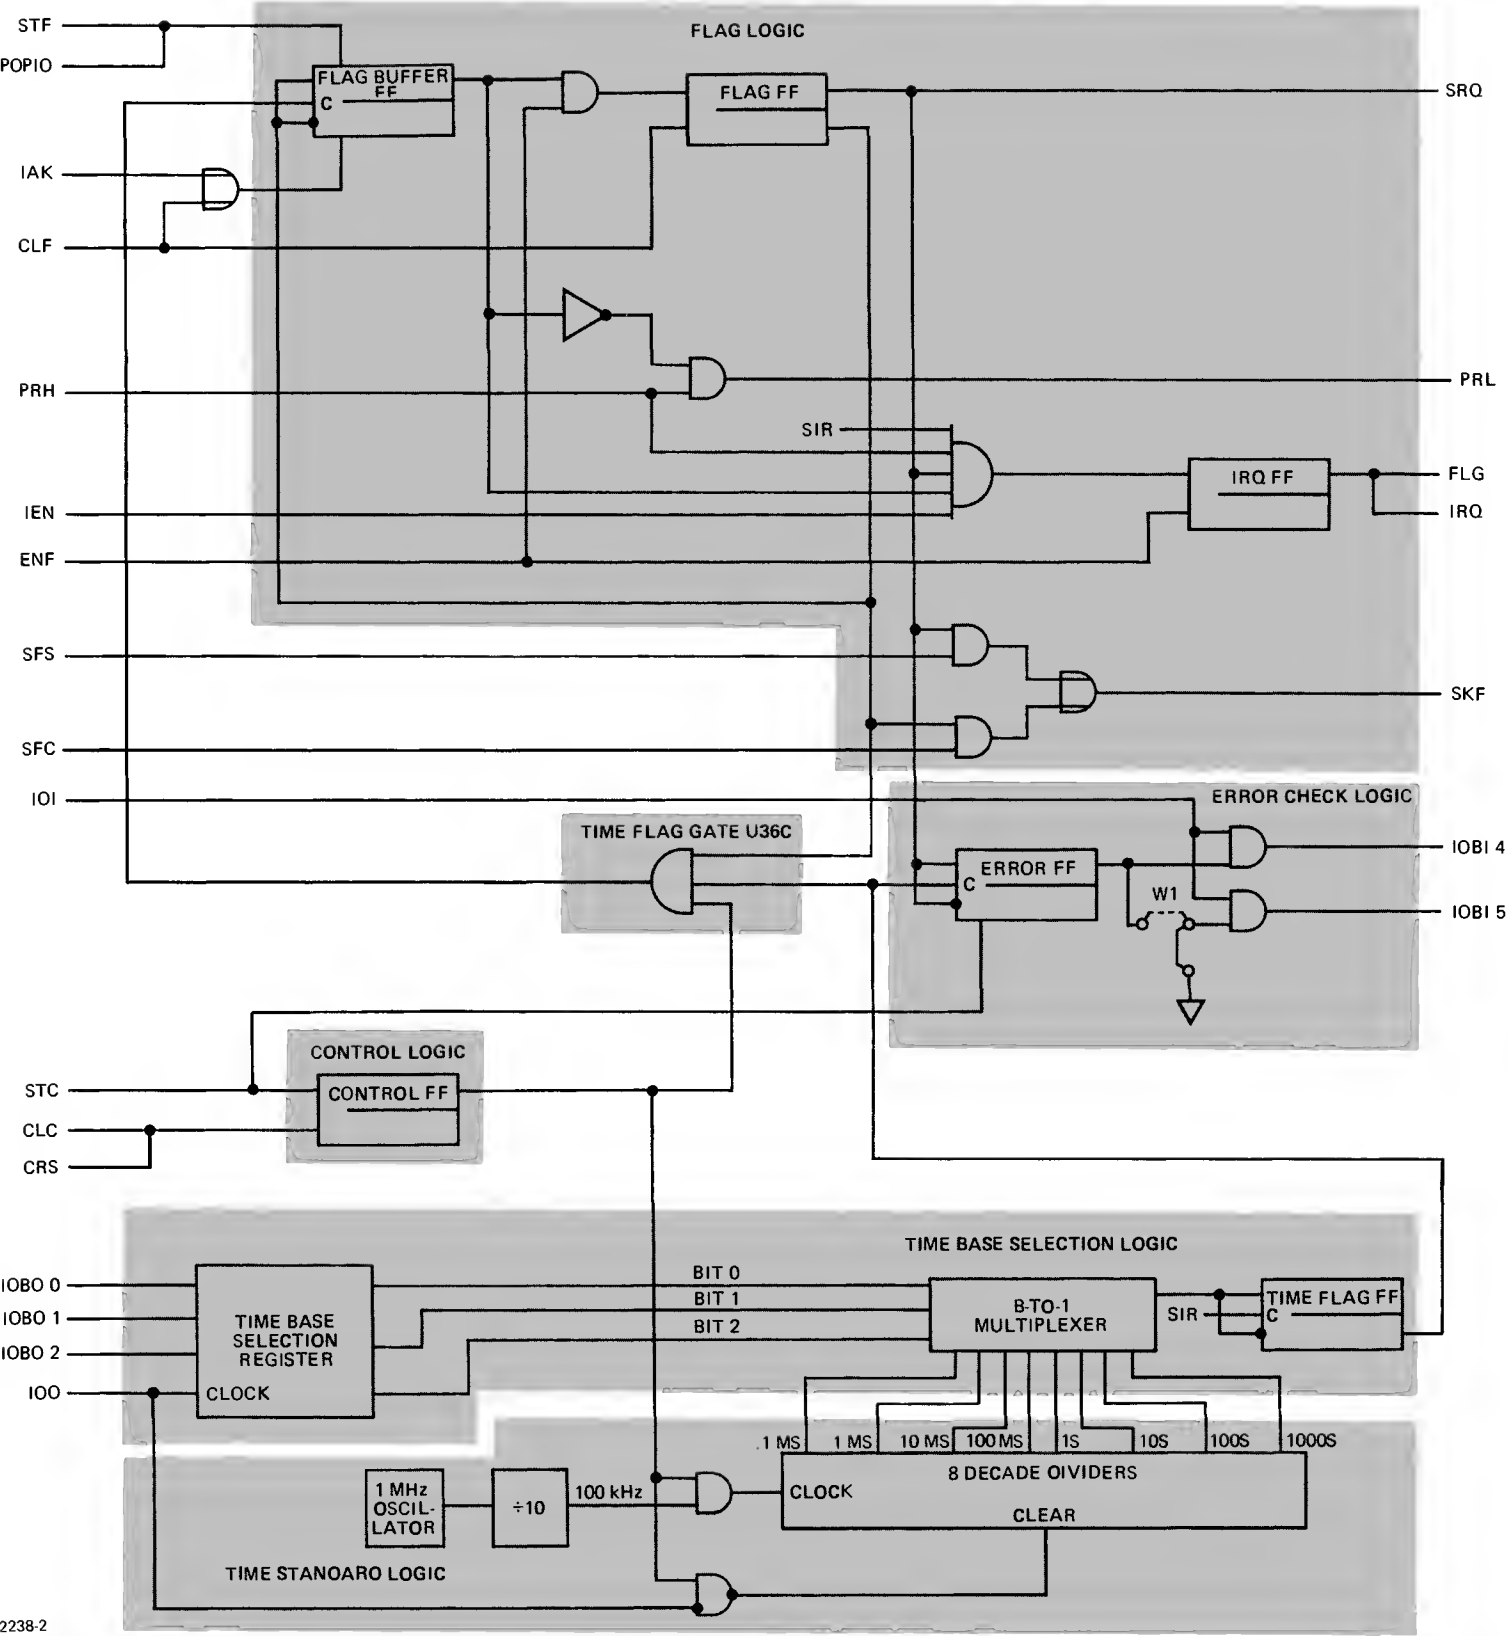 FLAG LOGIC
STF
POPIO
FLAG BUFFER
FF
C
FLAG FF
SRQ
IAK
CLF
PRH
PRL
SIR
IRQ FF
FLG
IRQ
IEN
ENF
SFS
SKF
SFC
IOI
ERROR CHECK LOGIC
TIME FLAG GATE U36C
IOBI 4
ERROR FF
C
W1
IOBI 5
CONTROL LOGIC
STC
CONTROL FF
CLC
CRS
TIME BASE SELECTION LOGIC
IOBO 0
IOBO 1
IOBO 2
IOO
TIME BASE
SELECTION
REGISTER
CLOCK
BIT 0
BIT 1
BIT 2
B-TO-1
MULTIPLEXER
SIR
TIME FLAG FF
C
.1 MS
1 MS
10 MS
100 MS
1S
10S
100S
1000S
8 DECADE OIVIDERS
CLOCK
CLEAR
1 MHz
OSCIL-
LATOR
÷10
100 kHz
TIME STANOARO LOGIC
2238-2